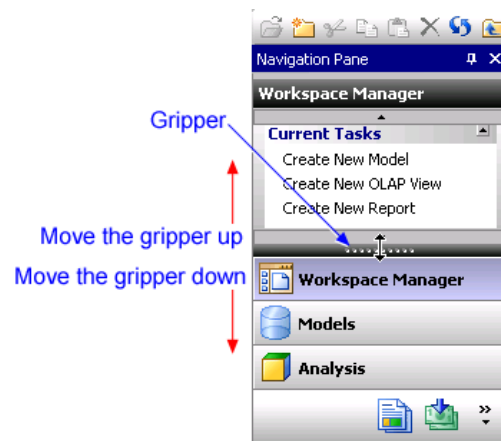 Navigation Pane
Workspace Manager
Gripper
Current Tasks
Create New Model
Create New OLAP View
Create New Report
Move the gripper up
Move the gripper down
Workspace Manager
Models
Analysis